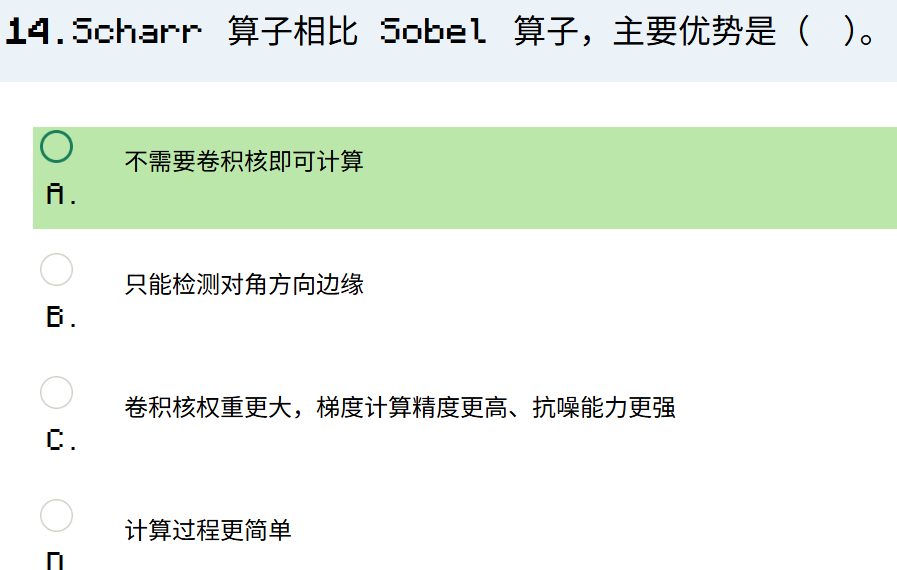 14.Scharr 算子相比 Sobel 算子，主要优势是（ ）。
不需要卷积核即可计算
A.
只能检测对角方向边缘
B.
卷积核权重更大，梯度计算精度更高、抗噪能力更强
C.
计算过程更简单